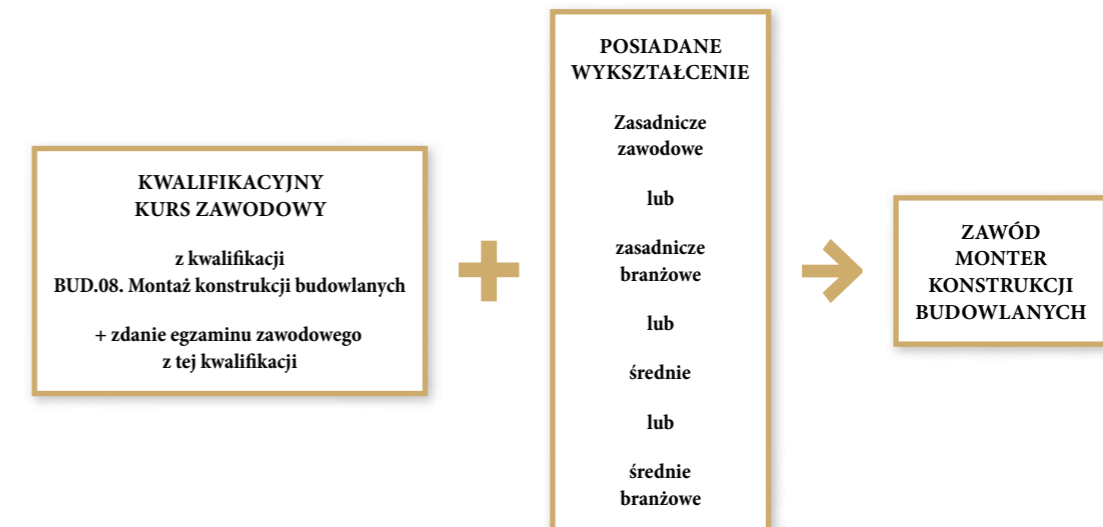 KWALIFIKACYJNY
KURS ZAWODOWY
z kwalifikacji
BUD.08. Montaż konstrukcji budowlanych
+ zdanie egzaminu zawodowego
z tej kwalifikacji
+
POSIADANE
WYKSZTAŁCENIE
Zasadnicze
zawodowe
lub
zasadnicze
branżowe
lub
średnie
lub
średnie
branżowe
ZAWÓD
MONTER
KONSTRUKCJI
BUDOWLANYCH